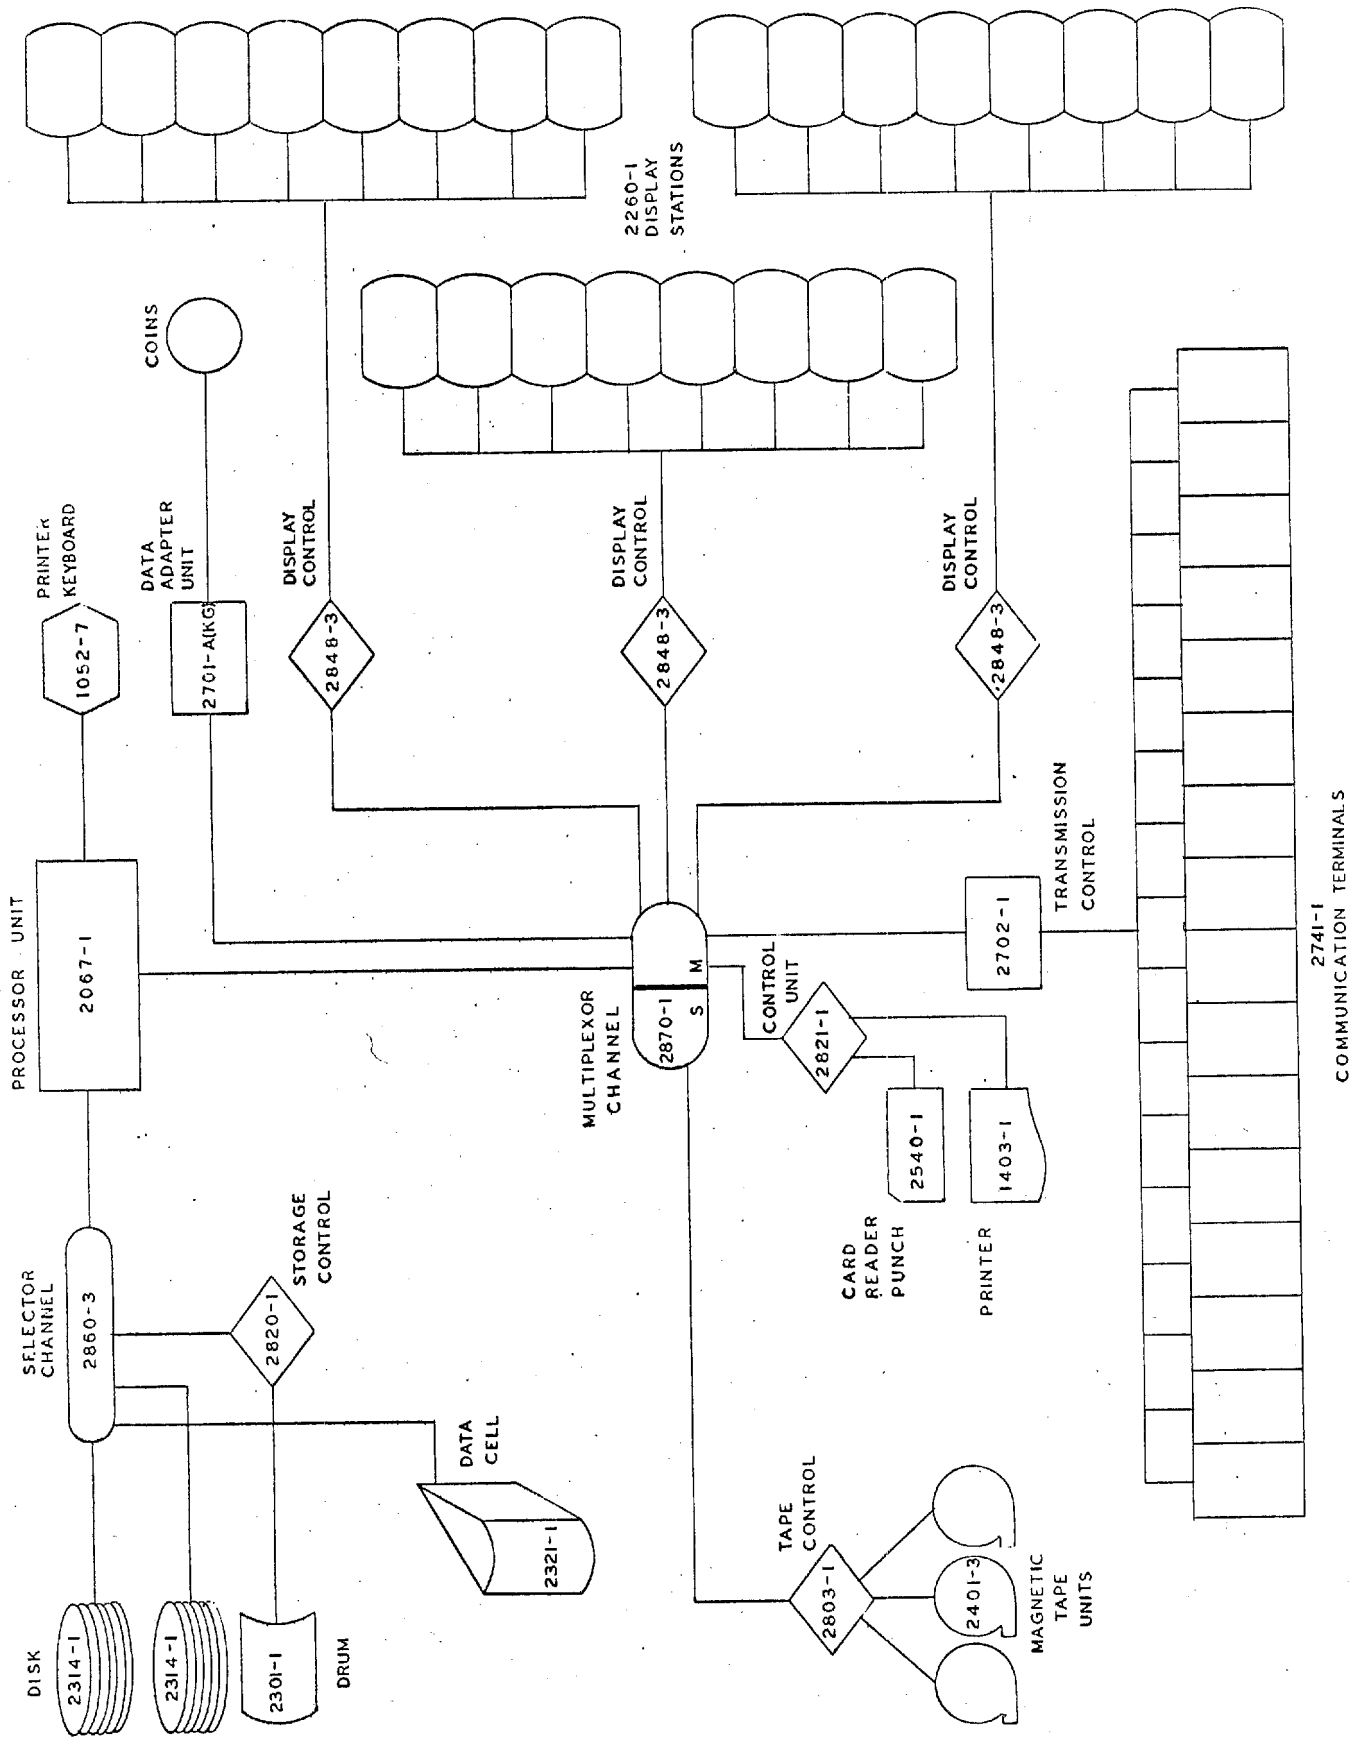 DISK
2314-1
2314-1
2301-1
DRUM
SELECTOR
CHANNEL
2860-3
2820-1
STORAGE
CONTROL
DATA
CELL
2321-1
PROCESSOR UNIT
2067-1
PRINTER
KEYBOARD
1052-7
DATA
ADAPTER
UNIT
2701-A(KG)
COINS
DISPLAY
CONTROL
2848-3
DISPLAY
CONTROL
2848-3
DISPLAY
CONTROL
2848-3
2260-1
DISPLAY
STATIONS
MULTIPLEXOR
CHANNEL
2870-1
S M
CONTROL
UNIT
2821-1
2540-1
CARD
READER
PUNCH
1403-1
PRINTER
TAPE
CONTROL
2803-1
2401-3
MAGNETIC
TAPE
UNITS
2702-1
TRANSMISSION
CONTROL
2741-1
COMMUNICATION TERMINALS